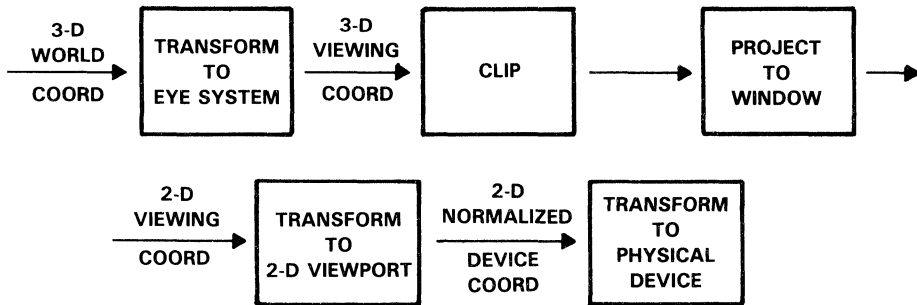 3-D
WORLD
COORD
TRANSFORM
TO
EYE SYSTEM
3-D
VIEWING
COORD
CLIP
PROJECT
TO
WINDOW
2-D
VIEWING
COORD
TRANSFORM
TO
2-D VIEWPORT
2-D
NORMALIZED
DEVICE
COORD
TRANSFORM
TO
PHYSICAL
DEVICE